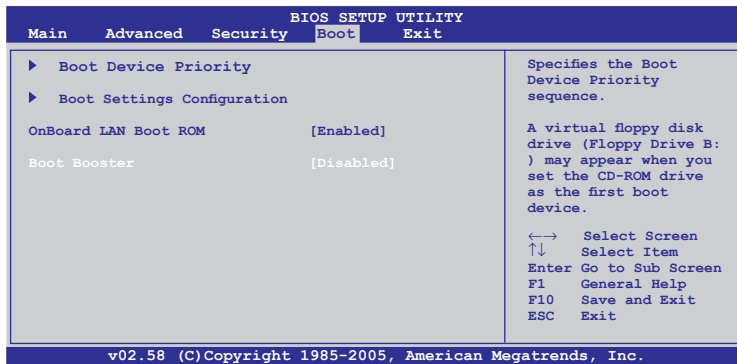 BIOS SETUP UTILITY
Main Advanced Security Boot Exit
Boot Device Priority
Boot Settings Configuration
OnBoard LAN Boot ROM [Enabled]
Boot Booster [Disabled]
Specifies the Boot
Device Priority
sequence.
A virtual floppy disk
drive (Floppy Drive B:
) may appear when you
set the CD-ROM drive
as the first boot
device.
←→ Select Screen
↑↓ Select Item
Enter Go to Sub Screen
F1 General Help
F10 Save and Exit
ESC Exit
v02.58 (C)Copyright 1985-2005, American Megatrends, Inc.